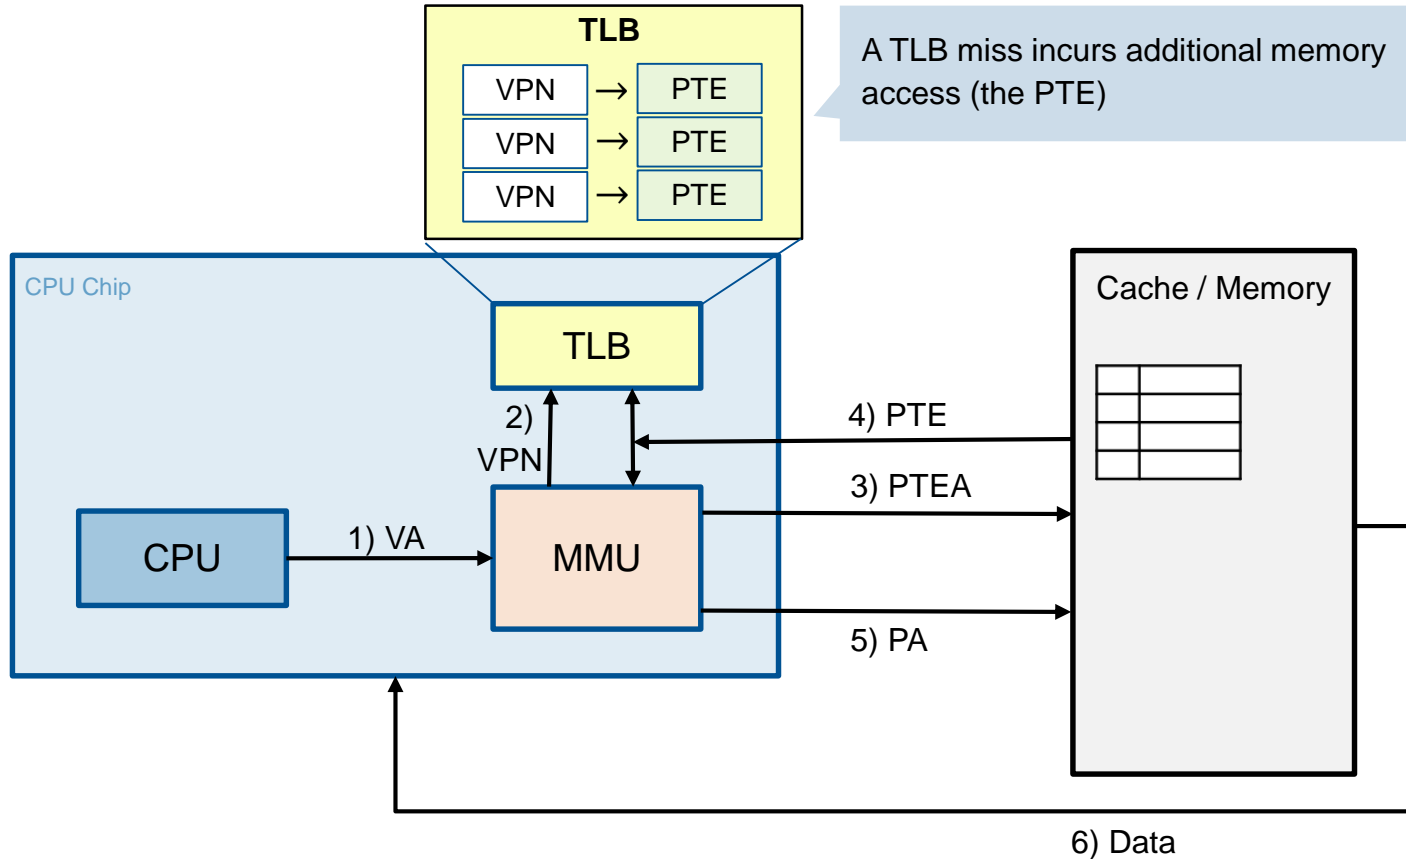 TLB
VPN → PTE
VPN → PTE
VPN → PTE
A TLB miss incurs additional memory
access (the PTE)
CPU Chip
TLB
2)
VPN
CPU
1) VA
MMU
4) PTE
3) PTEA
5) PA
Cache / Memory
6) Data